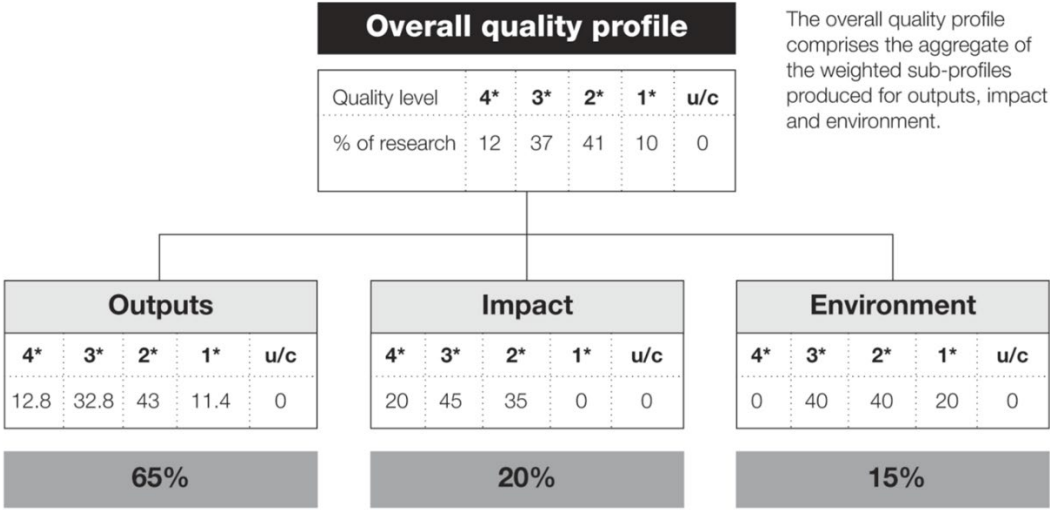 Overall quality profile
The overall quality profile
comprises the aggregate of
the weighted sub-profiles
produced for outputs, impact
and environment.
Quality level 4* 3* 2* 1* u/c
% of research 12 37 41 10 0
Outputs
4* 3* 2* 1* u/c
12.8 32.8 43 11.4 0
65%
Impact
4* 3* 2* 1* u/c
20 45 35 0 0
20%
Environment
4* 3* 2* 1* u/c
0 40 40 20 0
15%